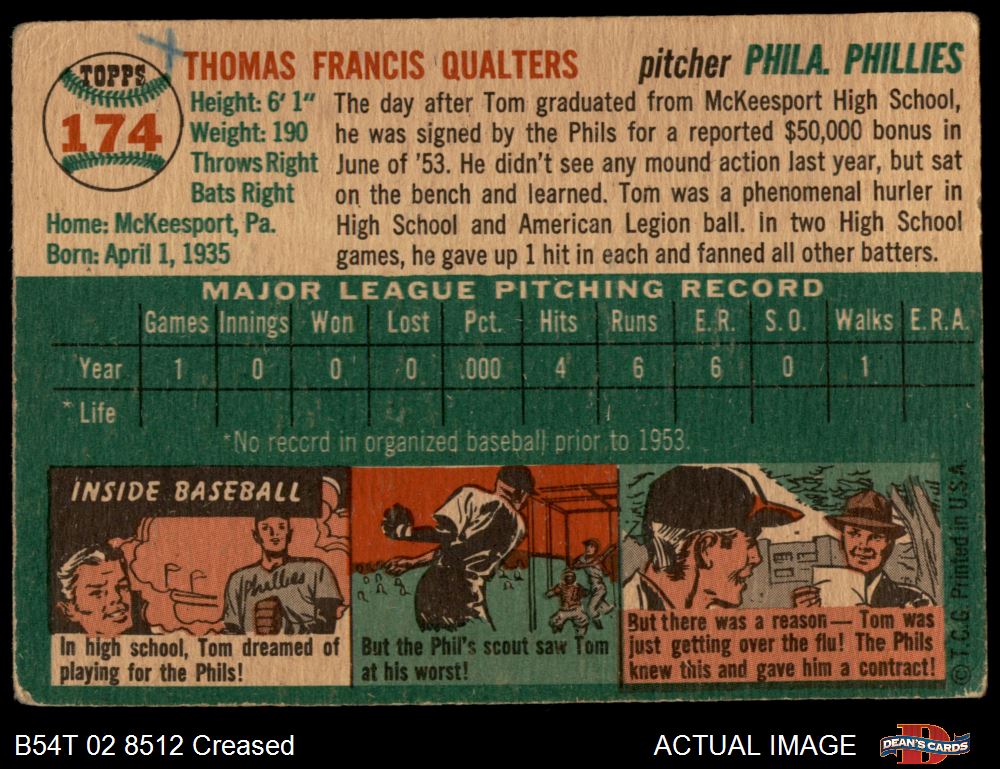 TOPPS
174
THOMAS FRANCIS QUALTERS
pitcher PHILA. PHILLIES
Height: 6' 1"
Weight: 190
Throws Right
Bats Right
Home: McKeesport, Pa.
Born: April 1, 1935
The day after Tom graduated from McKeesport High School,
he was signed by the Phils for a reported $50,000 bonus in
June of '53. He didn't see any mound action last year, but sat
on the bench and learned. Tom was a phenomenal hurler in
High School and American Legion ball. In two High School
games, he gave up 1 hit in each and fanned all other batters.
MAJOR LEAGUE PITCHING RECORD
Games Innings Won Lost Pct. Hits Runs E.R. S.O. Walks E.R.A.
Year 1 0 0 0 .000 4 6 6 0 1
* Life
*No record in organized baseball prior to 1953.
INSIDE BASEBALL
Phillies
In high school, Tom dreamed of
playing for the Phils!
But the Phil's scout saw Tom
at his worst!
But there was a reason— Tom was
just getting over the flu! The Phils
knew this and gave him a contract!
© T.C.G. Printed in U.S.A.
B54T 02 8512 Creased
ACTUAL IMAGE
DEAN'S CARDS